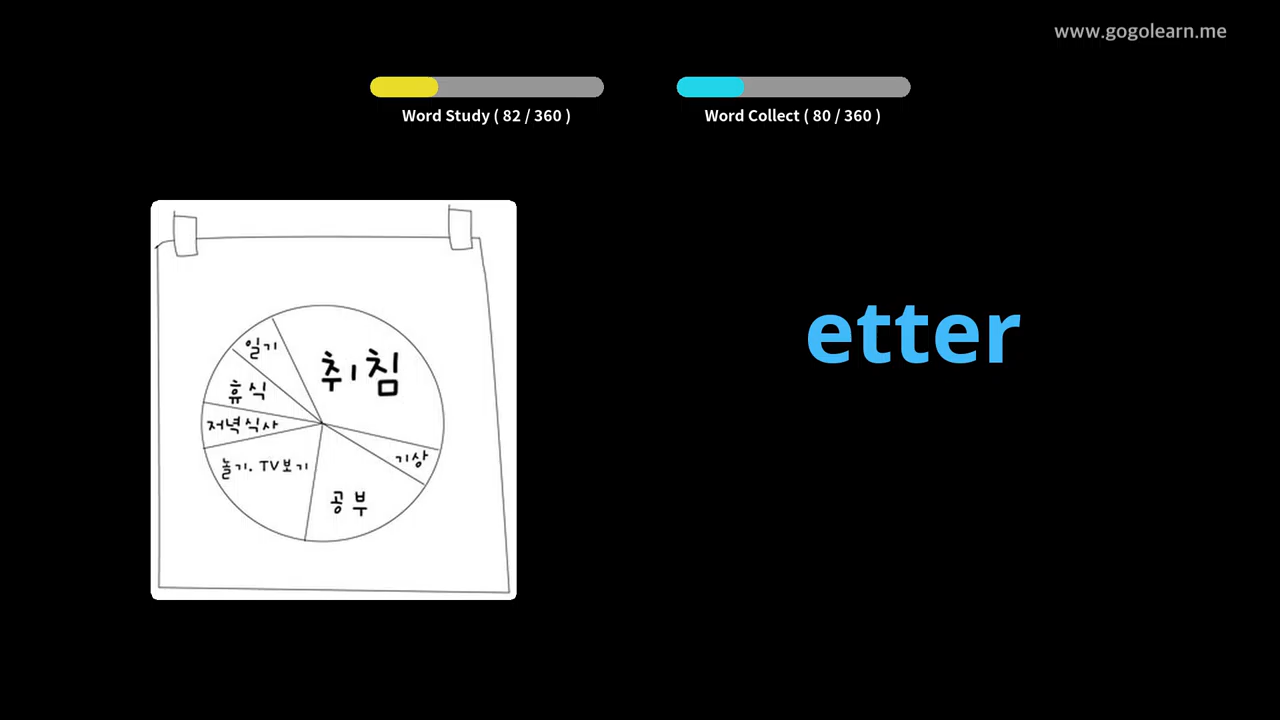 www.gogolearn.me
Word Study ( 82 / 360 )
Word Collect ( 80 / 360 )
일기
취침
휴식
저녁식사
놀기. TV보기
기상
공부
etter